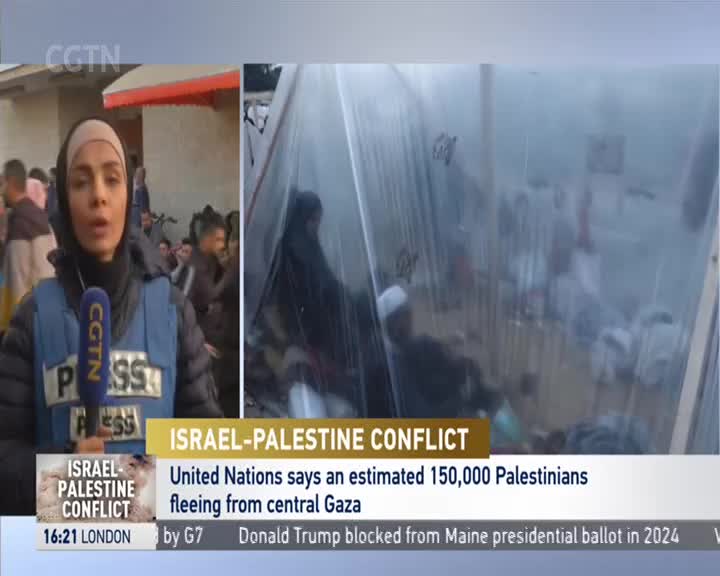 CGTN
CGTN
PRESS
PRESS
ISRAEL-PALESTINE CONFLICT
ISRAEL-
PALESTINE
CONFLICT
United Nations says an estimated 150,000 Palestinians
fleeing from central Gaza
16:21 LONDON
by G7 Donald Trump blocked from Maine presidential ballot in 2024